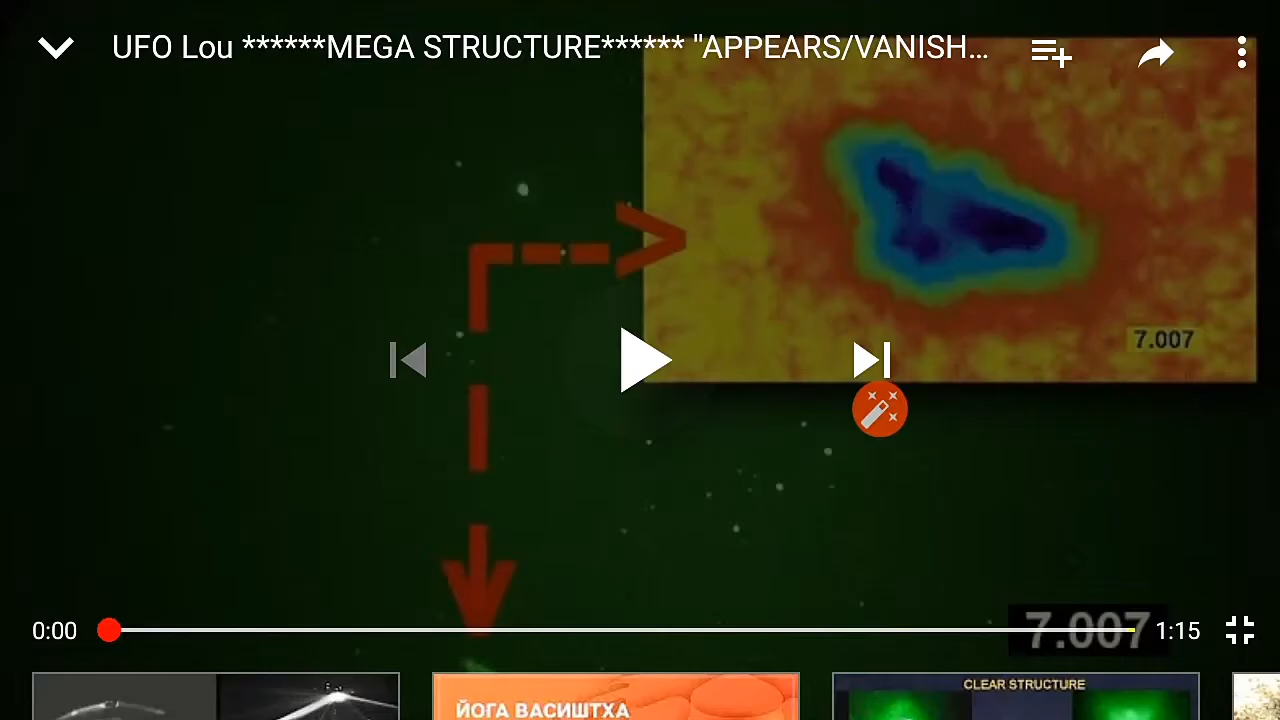 UFO Lou ******MEGA STRUCTURE****** "APPEARS/VANISH...
7.007
7.007
0:00
1:15
ЙОГА ВАСИШТХА
CLEAR STRUCTURE